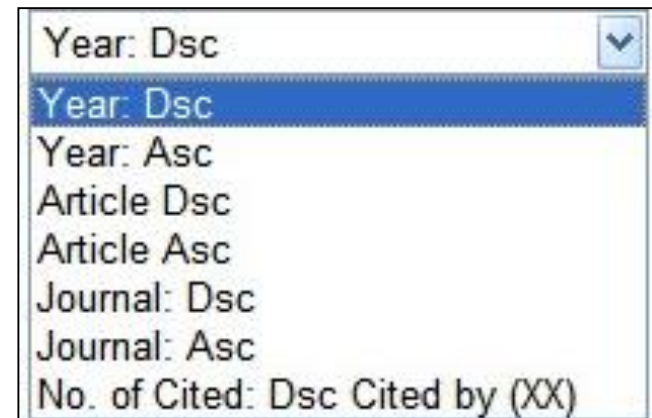 Year: Dsc
Year: Dsc
Year: Asc
Article Dsc
Article Asc
Journal: Dsc
Journal: Asc
No. of Cited: Dsc Cited by (XX)